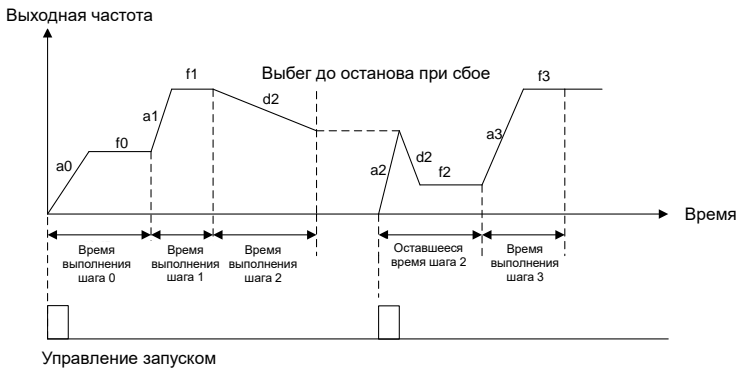 Выходная частота
f1
Выбег до останова при сбое
f3
d2
a1
f0
a3
a0
a2
d2
f2
Время
Время
выполнения
шага 0
Время
выполнения
шага 1
Время
выполнения
шага 2
Оставшееся
время шага 2
Время
выполнения
шага 3
Управление запуском